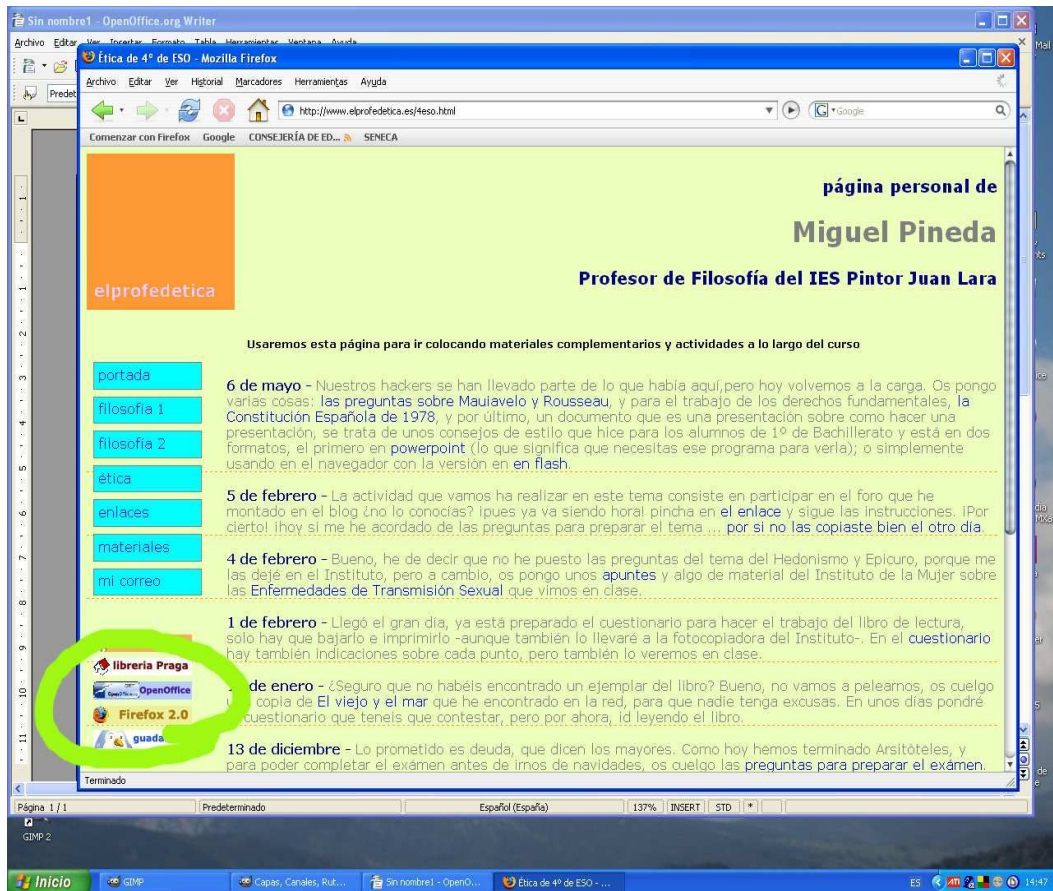 Sin nombre1 - OpenOffice.org Writer
Archivo Editar Ver Insertar Formato Tabla Herramientas Ventana Ayuda
Predet
Ética de 4º de ESO - Mozilla Firefox
Archivo Editar Ver Historial Marcadores Herramientas Ayuda
http://www.elprofedetica.es/4eso.html
Google
Comenzar con Firefox Google CONSEJERÍA DE ED... SENECA
elprofedetica
página personal de
Miguel Pineda
Profesor de Filosofía del IES Pintor Juan Lara
Usaremos esta página para ir colocando materiales complementarios y actividades a lo largo del curso
portada
filosofia 1
filosofia 2
ética
enlaces
materiales
mi correo
libreria Praga
OpenOffice
Firefox 2.0
guada
6 de mayo - Nuestros hackers se han llevado parte de lo que había aquí,pero hoy volvemos a la carga. Os pongo
varias cosas: las preguntas sobre Mauiavelo y Rousseau, y para el trabajo de los derechos fundamentales, la
Constitución Española de 1978, y por último, un documento que es una presentación sobre como hacer una
presentación, se trata de unos consejos de estilo que hice para los alumnos de 1º de Bachillerato y está en dos
formatos, el primero en powerpoint (lo que significa que necesitas ese programa para verla); o simplemente
usando en el navegador con la versión en en flash.
5 de febrero - La actividad que vamos ha realizar en este tema consiste en participar en el foro que he
montado en el blog ¿no lo conocías? ¡pues ya va siendo hora! pincha en el enlace y sigue las instrucciones. ¡Por
cierto! ¡hoy si me he acordado de las preguntas para preparar el tema ... por si no las copiaste bien el otro día.
4 de febrero - Bueno, he de decir que no he puesto las preguntas del tema del Hedonismo y Epicuro, porque me
las dejé en el Instituto, pero a cambio, os pongo unos apuntes y algo de material del Instituto de la Mujer sobre
las Enfermedades de Transmisión Sexual que vimos en clase.
1 de febrero - Llegó el gran día, ya está preparado el cuestionario para hacer el trabajo del libro de lectura,
solo hay que bajarlo e imprimirlo -aunque también lo llevaré a la fotocopiadora del Instituto-. En el cuestionario
hay también indicaciones sobre cada punto, pero también lo veremos en clase.
de enero - ¿Seguro que no habéis encontrado un ejemplar del libro? Bueno, no vamos a pelearnos, os cuelgo
copia de El viejo y el mar que he encontrado en la red, para que nadie tenga excusas. En unos días pondré
cuestionario que teneis que contestar, pero por ahora, id leyendo el libro.
13 de diciembre - Lo prometido es deuda, que dicen los mayores. Como hoy hemos terminado Arsitóteles, y
para poder completar el exámen antes de irnos de navidades, os cuelgo las preguntas para preparar el exámen.
Terminado
Página 1 / 1 Predeterminado Español (España) 137% INSERT STD *
GIMP 2
Inicio GIMP Capas, Canales, Rut... Sin nombre1 - OpenO... Ética de 4º de ESO - ... ES 14:47